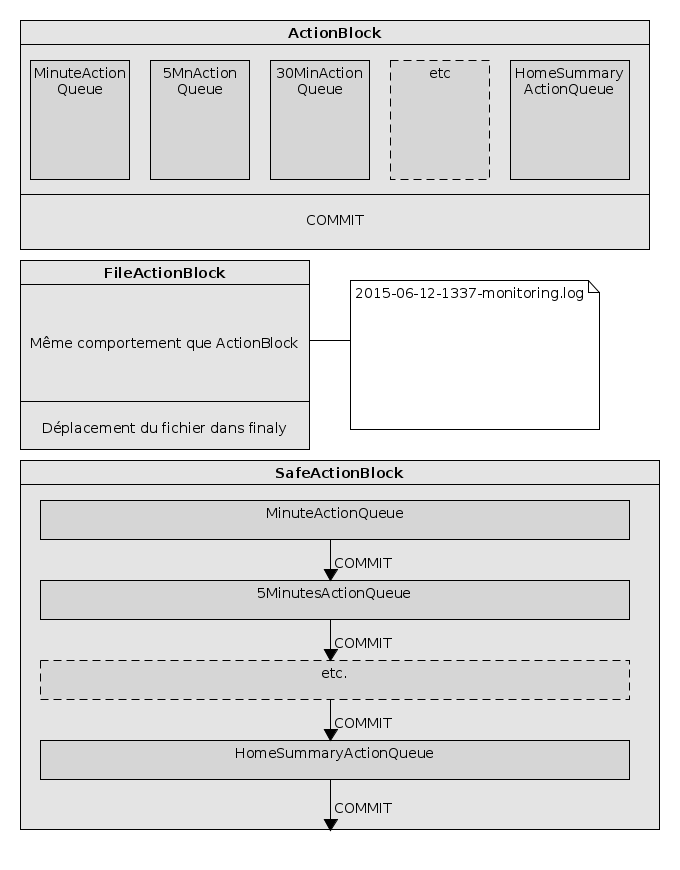 ActionBlock
MinuteAction
Queue
5MnAction
Queue
30MinAction
Queue
etc
HomeSummary
ActionQueue
COMMIT
FileActionBlock
Même comportement que ActionBlock
Déplacement du fichier dans finaly
2015-06-12-1337-monitoring.log
SafeActionBlock
MinuteActionQueue
COMMIT
5MinutesActionQueue
COMMIT
etc.
COMMIT
HomeSummaryActionQueue
COMMIT